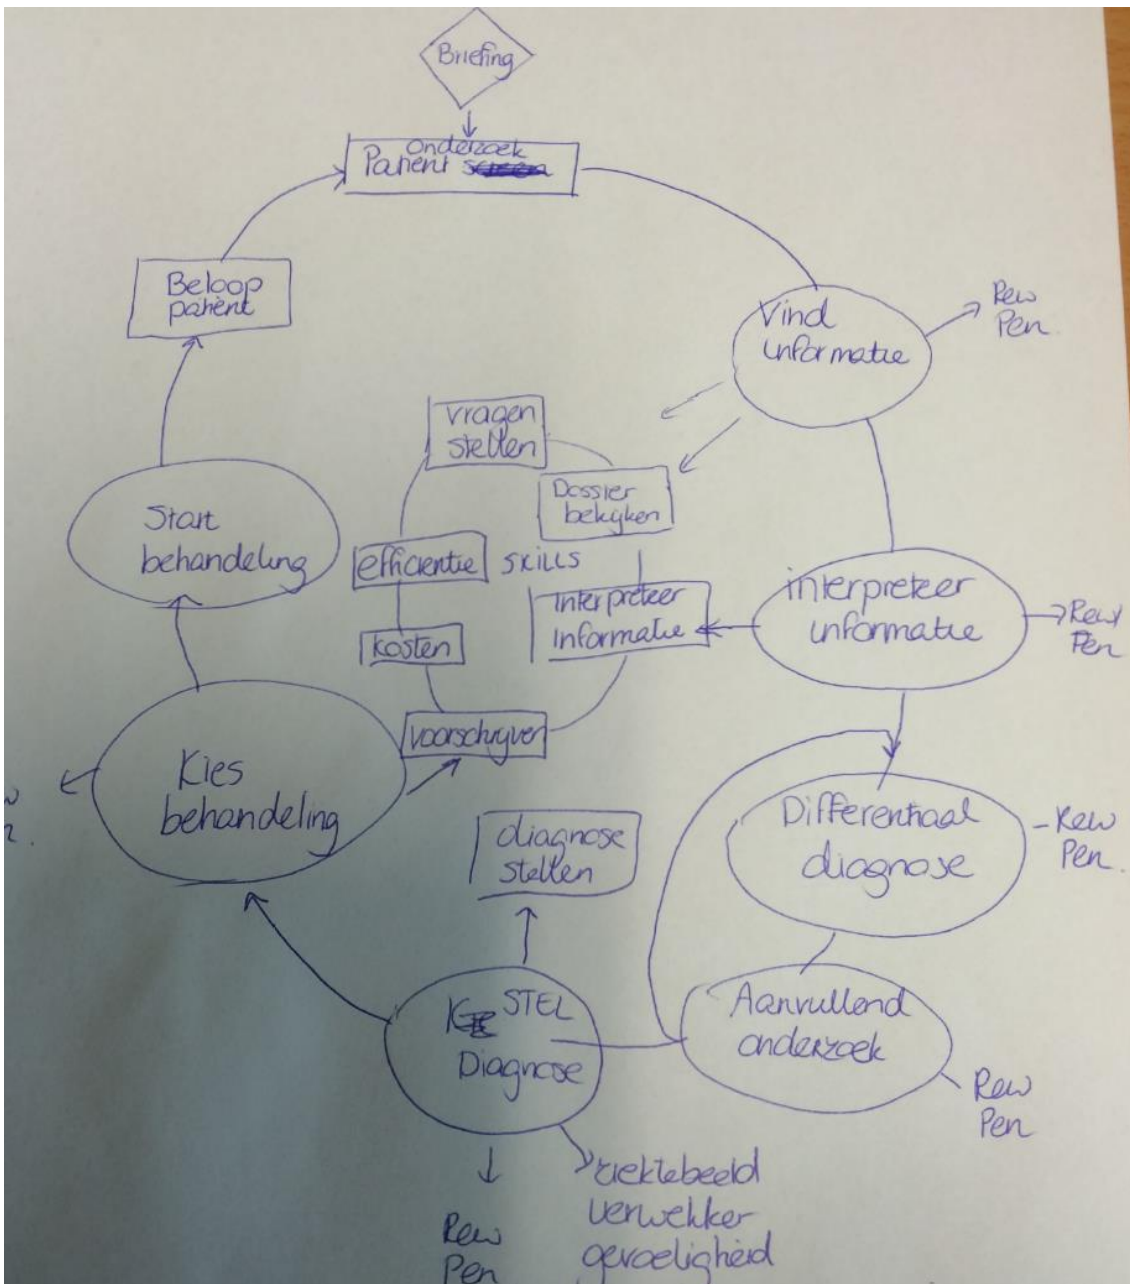 Briefing
onderzoek
Patient
Beloop
patient
Vind
informatie
Rew
Pen.
vragen
stellen
Dossier
bekijken
Start
behandeling
efficientie
SKILLS
interpreteer
informatie
interpreteer
informatie
Rew
Pen
kosten
voorschrijven
Kies
behandeling
diagnose
stellen
Differentiaal
diagnose
Rew
Pen.
STEL
Diagnose
Aanvullend
onderzoek
Rew
Pen
ziektebeeld
verwekker
gevoeligheid
Rew
Pen